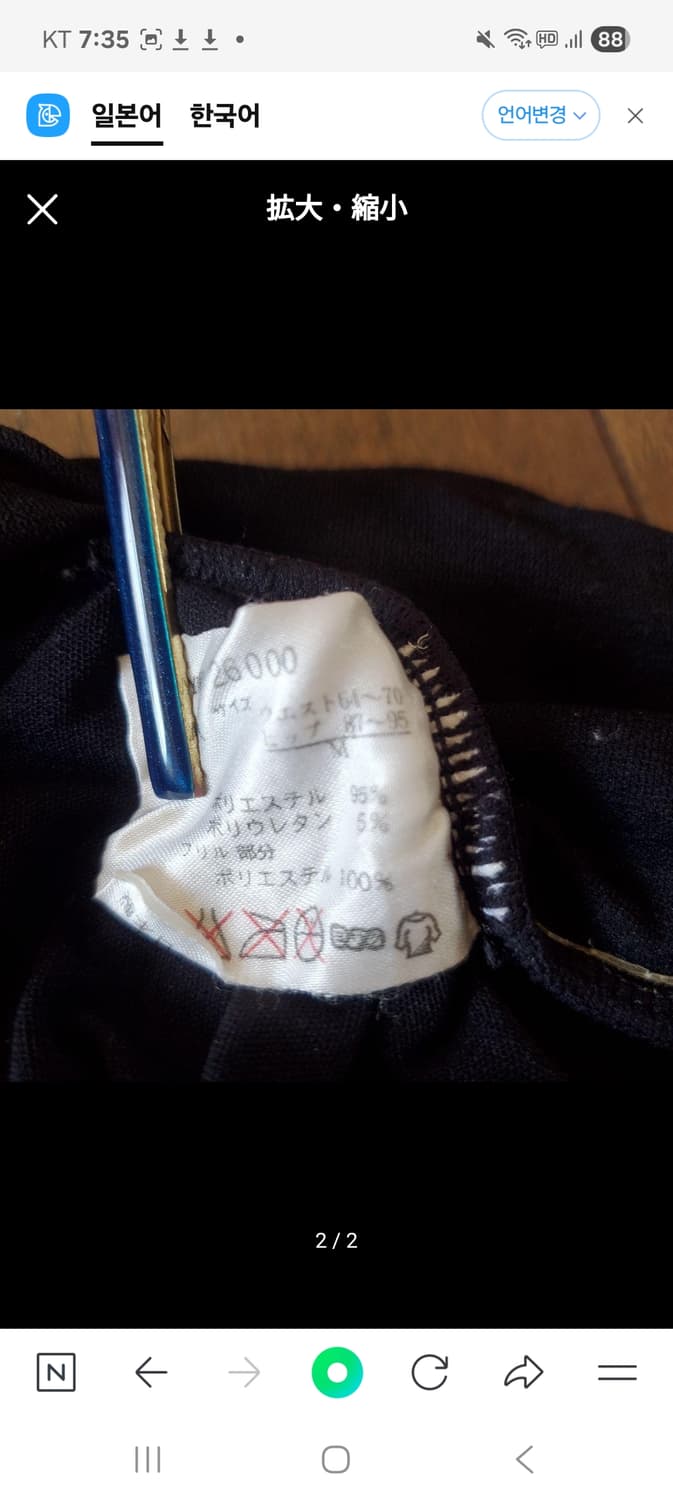 KT 7:35
HD
88
일본어 한국어 언어변경
拡大・縮小
26000
サイズ ウエスト64〜70
ヒップ 87〜95
M
ポリエステル 95%
ポリウレタン 5%
フリル部分
ポリエステル100%
2 / 2
N